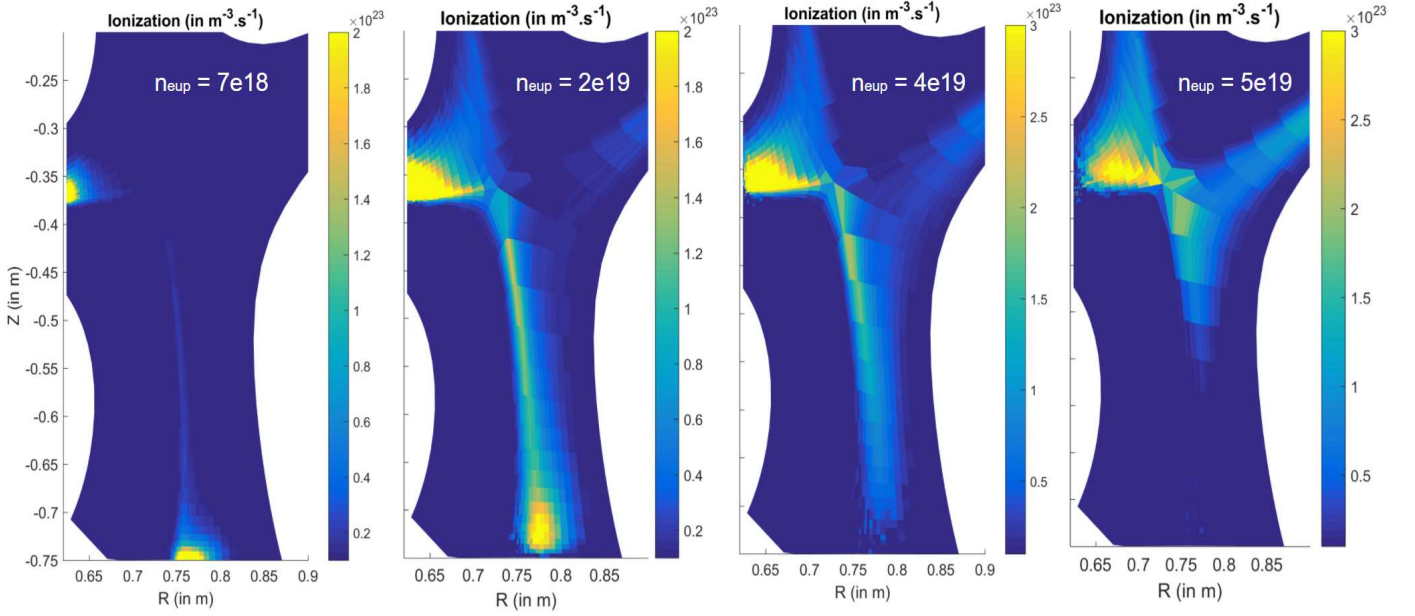 Ionization (in m⁻³.s⁻¹)
×10²³
n_eup = 7e18
2
1.8
1.6
1.4
1.2
1
0.8
0.6
0.4
0.2
-0.25
-0.3
-0.35
-0.4
-0.45
-0.5
-0.55
-0.6
-0.65
-0.7
-0.75
Z (in m)
0.65 0.7 0.75 0.8 0.85 0.9
R (in m)
Ionization (in m⁻³.s⁻¹)
×10²³
n_eup = 2e19
2
1.8
1.6
1.4
1.2
1
0.8
0.6
0.4
0.2
0.65 0.7 0.75 0.8 0.85
R (in m)
Ionization (in m⁻³.s⁻¹)
×10²³
n_eup = 4e19
3
2.5
2
1.5
1
0.5
0.65 0.7 0.75 0.8 0.85 0.9
R (in m)
Ionization (in m⁻³.s⁻¹)
×10²³
n_eup = 5e19
3
2.5
2
1.5
1
0.5
0.65 0.7 0.75 0.8 0.85
R (in m)